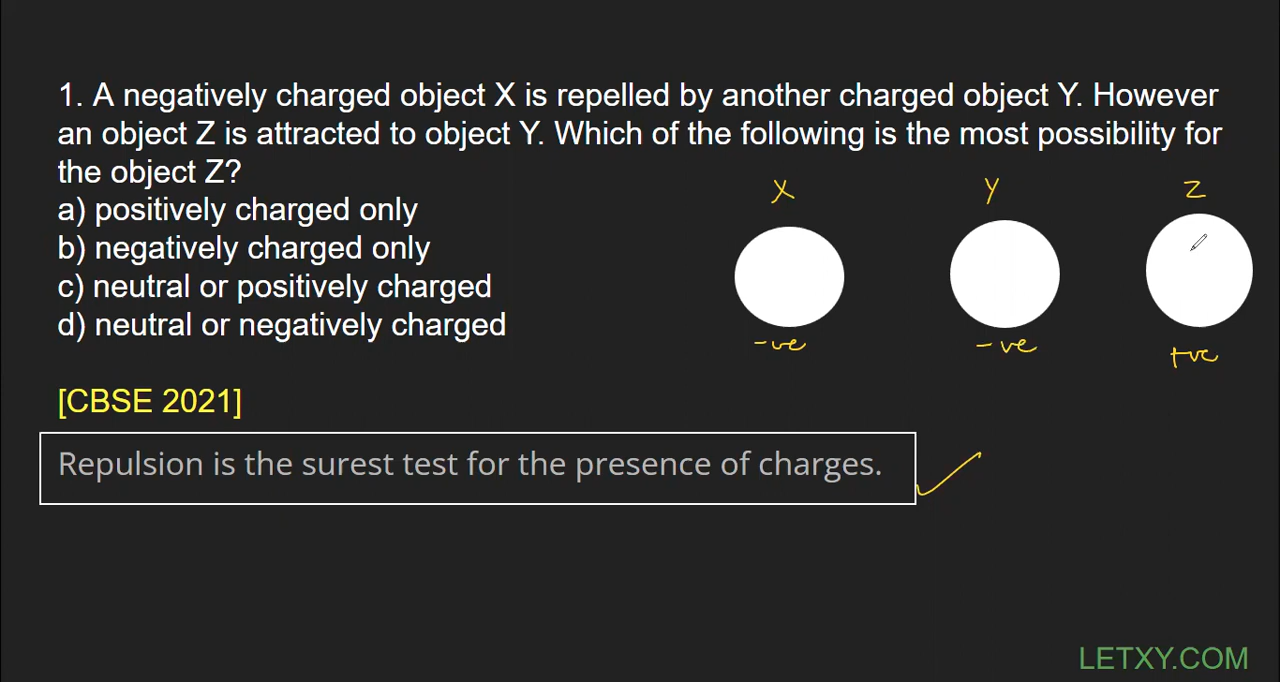 1. A negatively charged object X is repelled by another charged object Y. However
an object Z is attracted to object Y. Which of the following is the most possibility for
the object Z?
a) positively charged only
b) negatively charged only
c) neutral or positively charged
d) neutral or negatively charged
X Y Z
-ve -ve +ve
[CBSE 2021]
Repulsion is the surest test for the presence of charges.
LETXY.COM